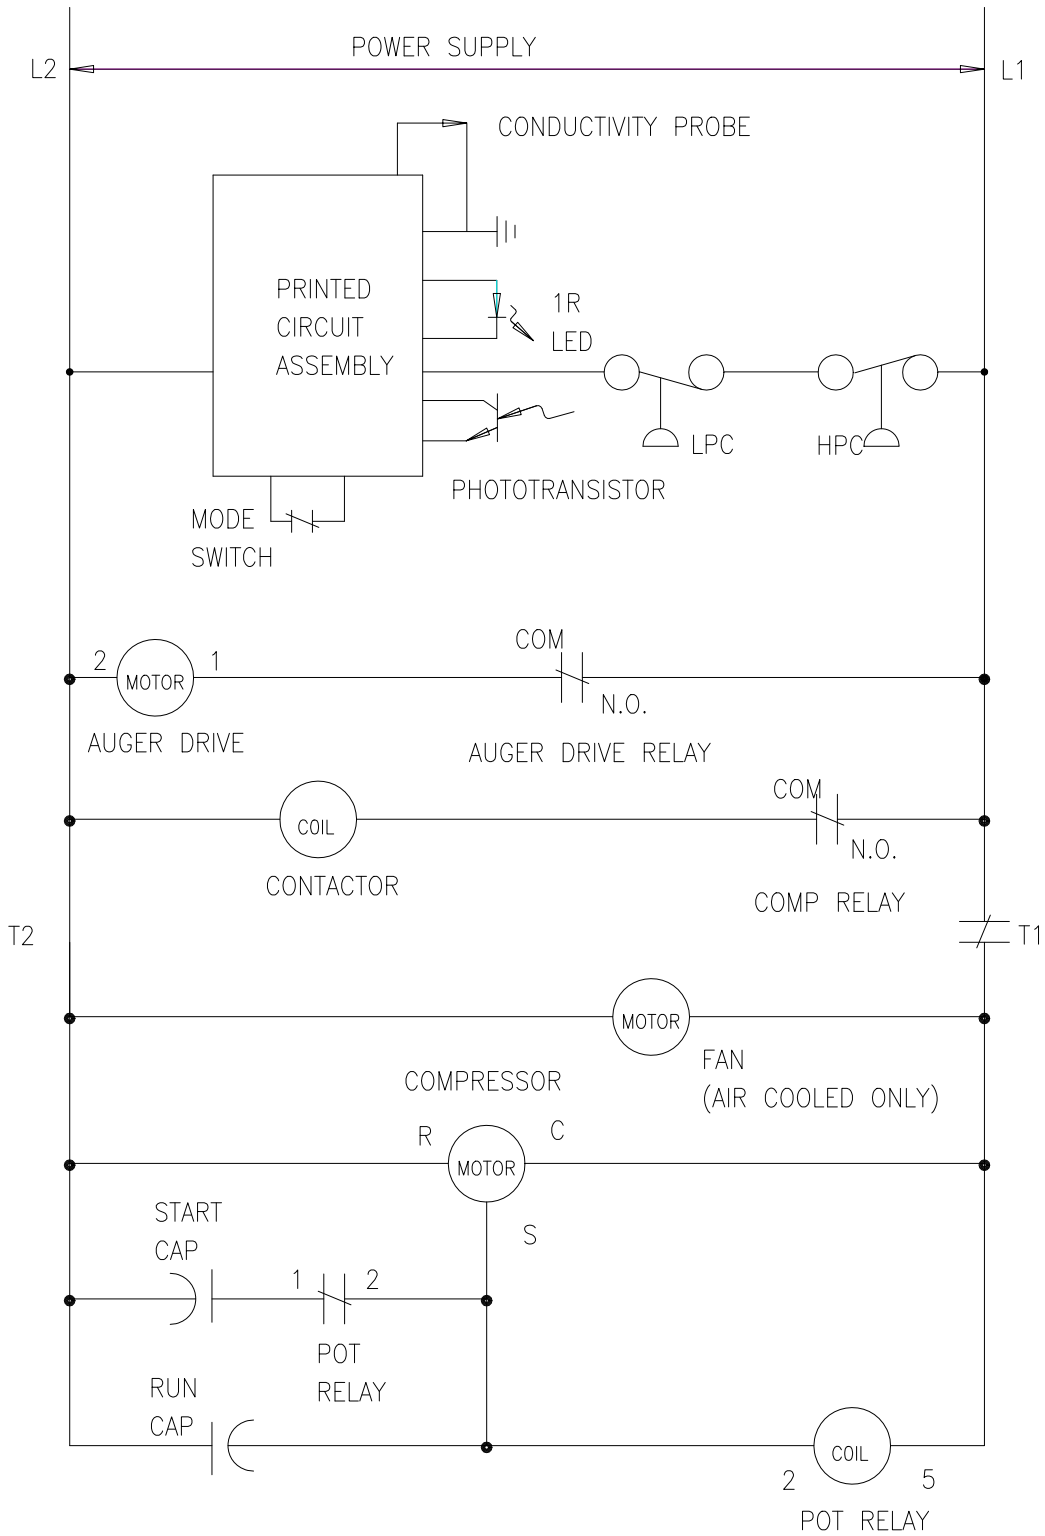 POWER SUPPLY
L2
L1
CONDUCTIVITY PROBE
PRINTED
CIRCUIT
ASSEMBLY
1R
LED
LPC
HPC
PHOTOTRANSISTOR
MODE
SWITCH
COM
2
1
MOTOR
N.O.
AUGER DRIVE
AUGER DRIVE RELAY
COM
COIL
N.O.
CONTACTOR
COMP RELAY
T2
T1
MOTOR
FAN
(AIR COOLED ONLY)
COMPRESSOR
R
C
MOTOR
S
START
CAP
1
2
POT
RELAY
RUN
CAP
COIL
2
5
POT RELAY